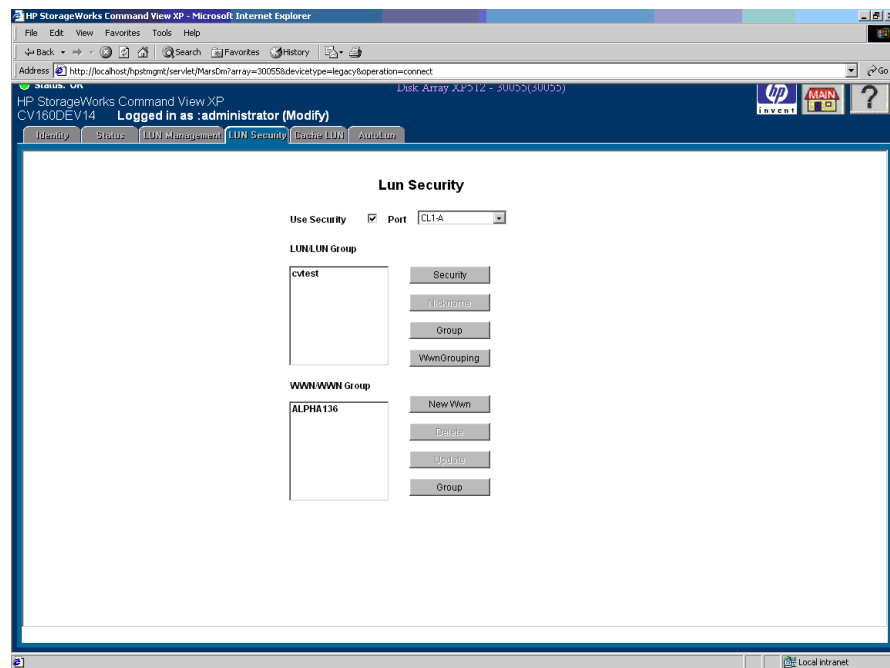 HP StorageWorks Command View XP - Microsoft Internet Explorer
File Edit View Favorites Tools Help
Back Search Favorites History
Address http://localhost/hpstmgmt/servlet/MarsDm?array=30055&devicetype=legacy&operation=connect Go
Status: OK Disk Array XP512 - 30055(30055)
HP StorageWorks Command View XP
CV160DEV14 Logged in as :administrator (Modify)
hp invent MAIN ?
Identity Status LUN Management LUN Security Cache LUN AutoLun
Lun Security
Use Security Port CL1-A
LUN/LUN Group
cvtest
Security
Nickname
Group
WwnGrouping
WWN/WWN Group
ALPHA136
New Wwn
Delete
Update
Group
Local intranet